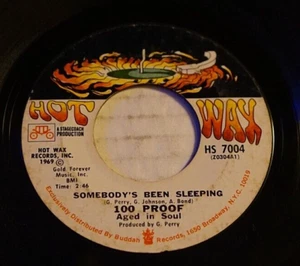 HOT WAX
A STAGECOACH
PRODUCTION
HOT WAX
RECORDS, INC.
1969 ©
Gold Forever
Music, Inc.
BMI
Time: 2:46
HS 7004
(Z0304A1)
SOMEBODY'S BEEN SLEEPING
(G. Perry, G. Johnson, A. Bond)
100 PROOF
Aged in Soul
Produced by G. Perry
Exclusively Distributed by Buddah Records, 1650 Broadway, N.Y.C. 10019